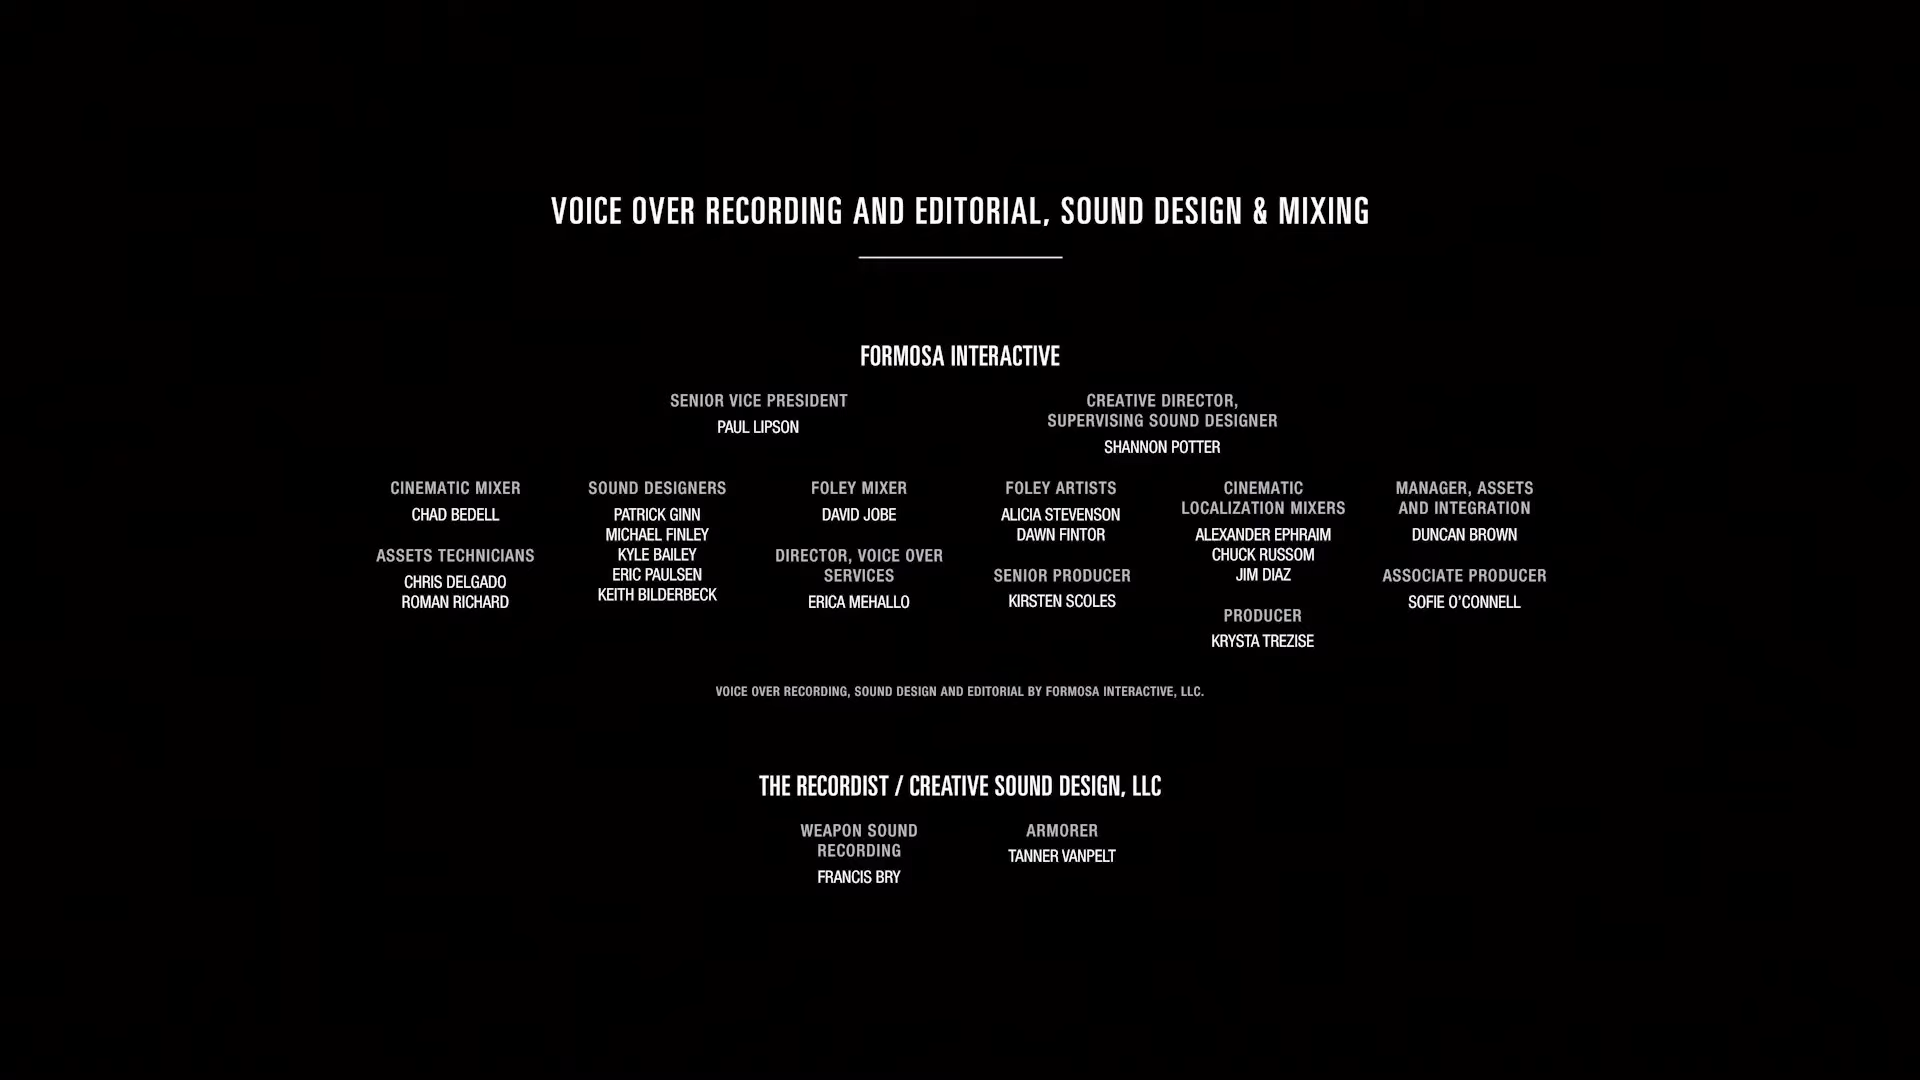 VOICE OVER RECORDING AND EDITORIAL, SOUND DESIGN & MIXING
FORMOSA INTERACTIVE
SENIOR VICE PRESIDENT
PAUL LIPSON
CREATIVE DIRECTOR,
SUPERVISING SOUND DESIGNER
SHANNON POTTER
CINEMATIC MIXER
CHAD BEDELL
ASSETS TECHNICIANS
CHRIS DELGADO
ROMAN RICHARD
SOUND DESIGNERS
PATRICK GINN
MICHAEL FINLEY
KYLE BAILEY
ERIC PAULSEN
KEITH BILDERBECK
FOLEY MIXER
DAVID JOBE
DIRECTOR, VOICE OVER
SERVICES
ERICA MEHALLO
FOLEY ARTISTS
ALICIA STEVENSON
DAWN FINTOR
SENIOR PRODUCER
KIRSTEN SCOLES
CINEMATIC
LOCALIZATION MIXERS
ALEXANDER EPHRAIM
CHUCK RUSSOM
JIM DIAZ
PRODUCER
KRYSTA TREZISE
MANAGER, ASSETS
AND INTEGRATION
DUNCAN BROWN
ASSOCIATE PRODUCER
SOFIE O’CONNELL
VOICE OVER RECORDING, SOUND DESIGN AND EDITORIAL BY FORMOSA INTERACTIVE, LLC.
THE RECORDIST / CREATIVE SOUND DESIGN, LLC
WEAPON SOUND
RECORDING
FRANCIS BRY
ARMORER
TANNER VANPELT